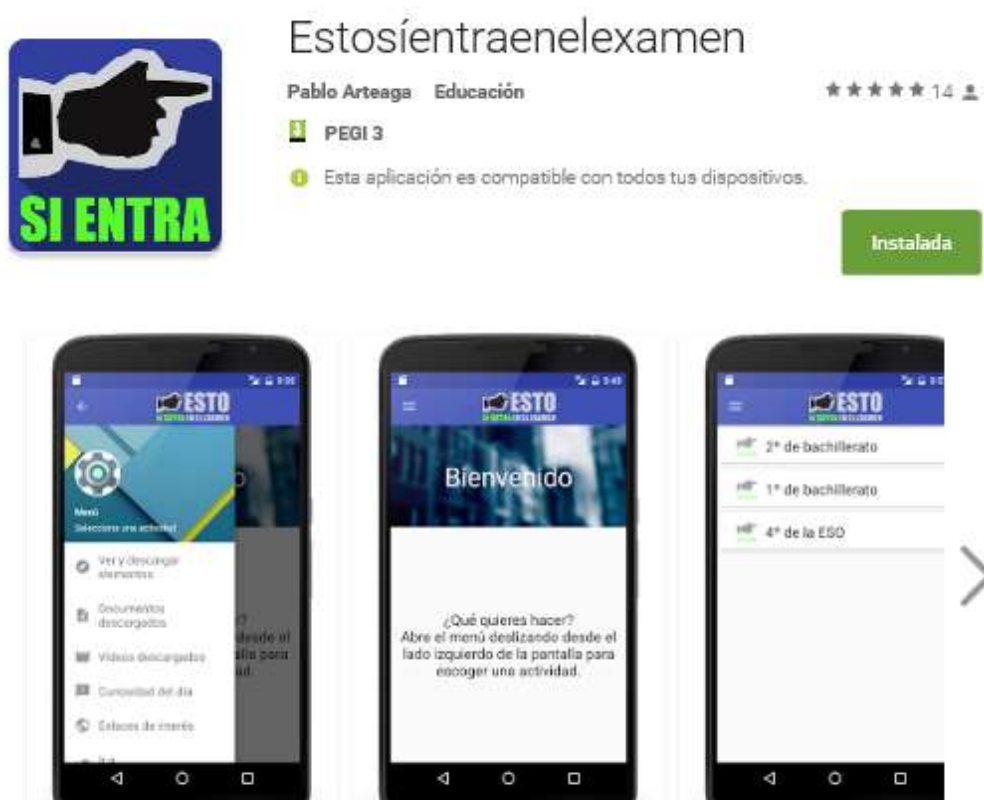 Estosíentraenelexamen
Pablo Arteaga Educación
14
3
PEGI 3
Esta aplicación es compatible con todos tus dispositivos.
SI ENTRA
Instalada
ESTO
Menú
Selecciona una actividad
Ver y descargar
elementos
Documentos
descargados
Vídeos descargados
Curiosidad del día
Enlaces de interés
ESTO
Bienvenido
¿Qué quieres hacer?
Abre el menú deslizando desde el
lado izquierdo de la pantalla para
escoger una actividad.
ESTO
2º de bachillerato
1º de bachillerato
4º de la ESO